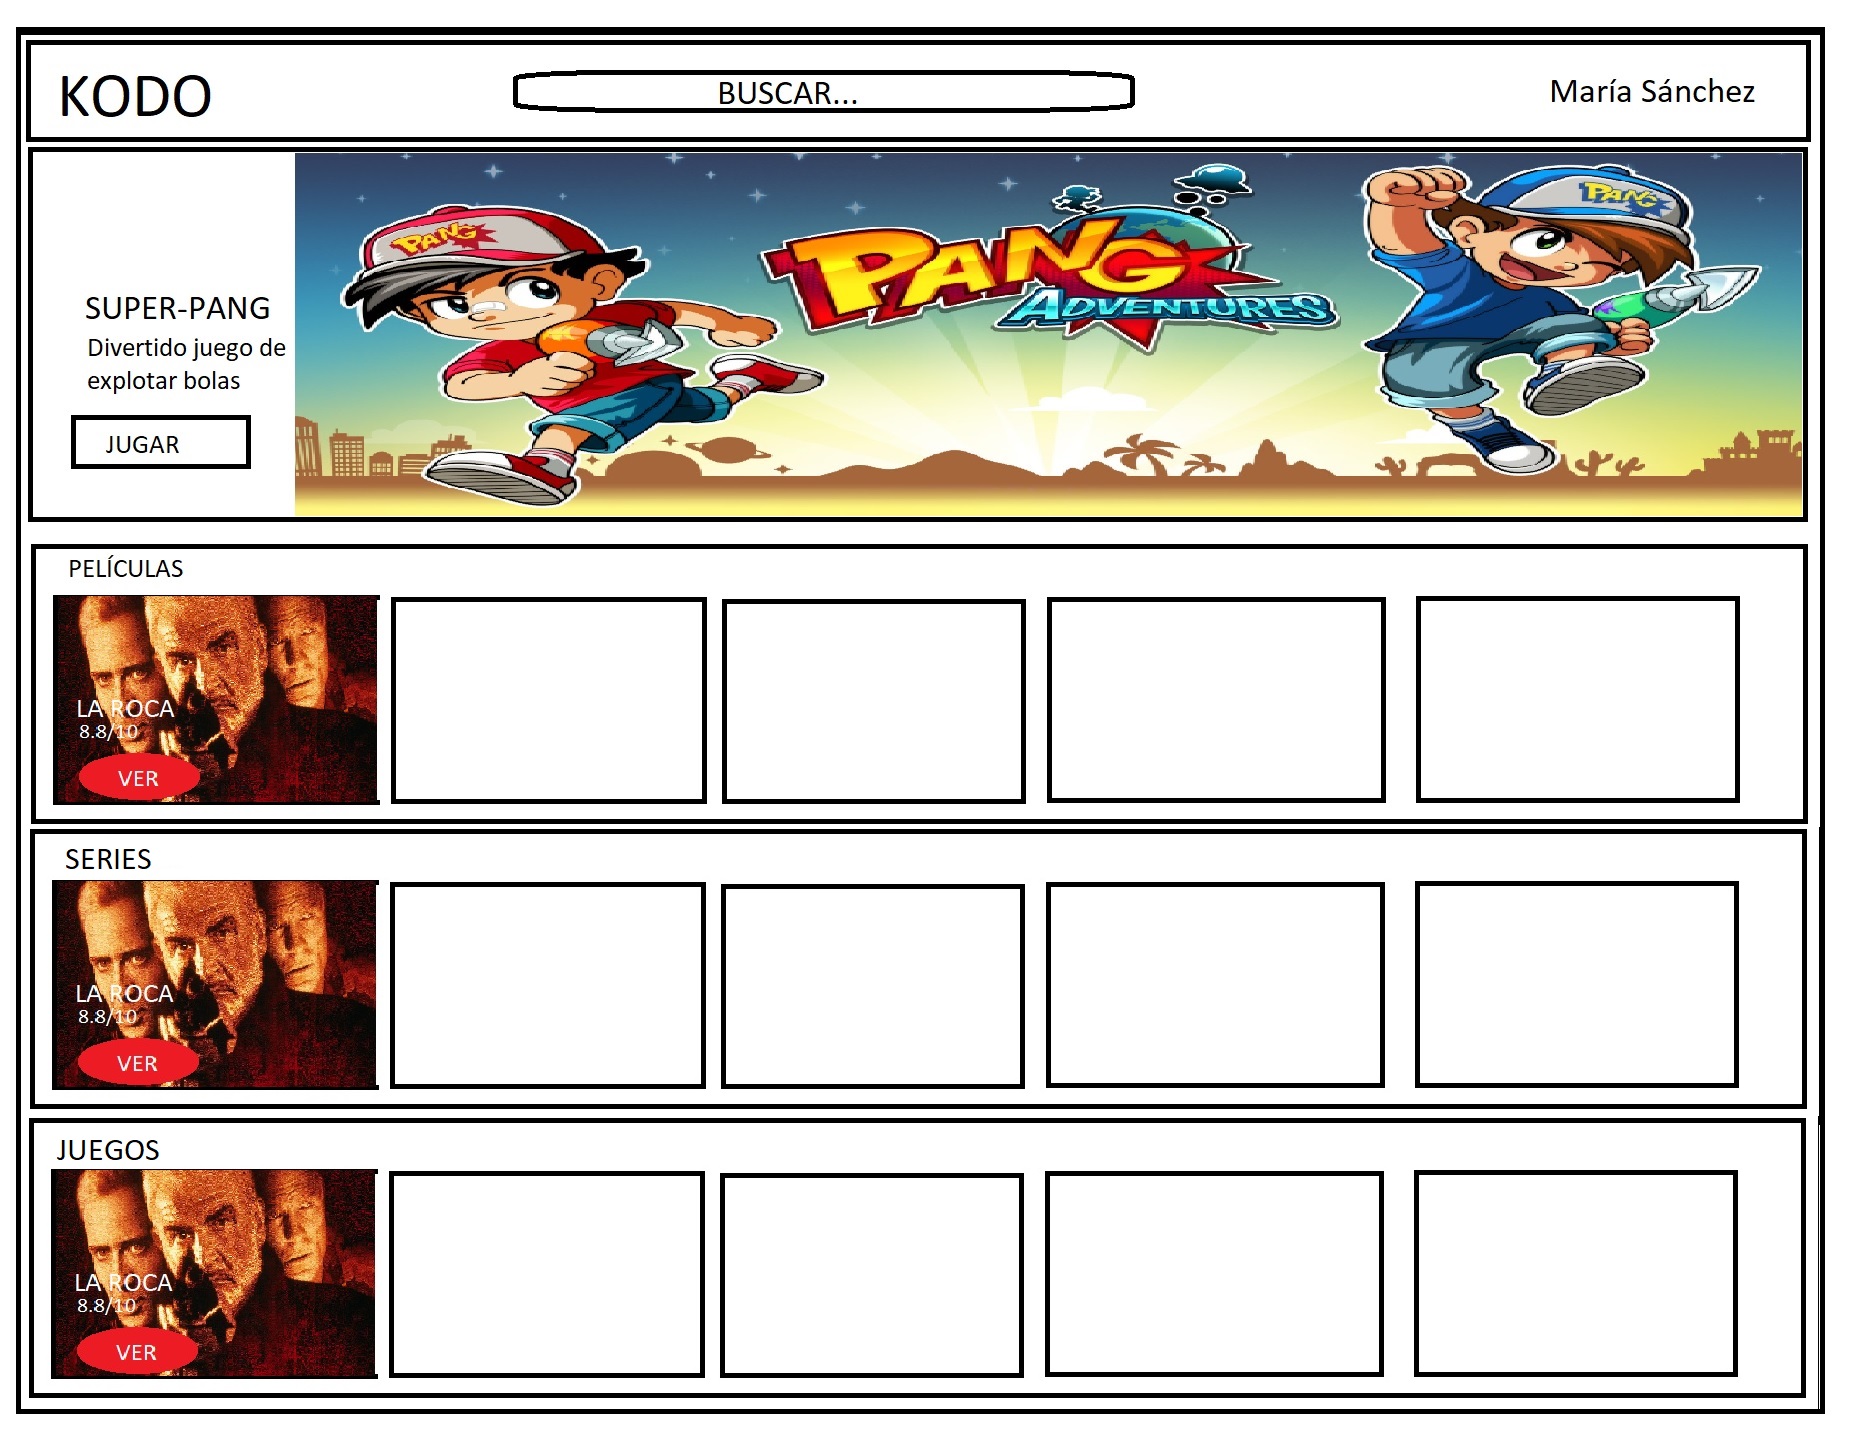 KODO
BUSCAR...
María Sánchez
PANG
PANG
ADVENTURES
PANG
SUPER-PANG
Divertido juego de
explotar bolas
JUGAR
PELÍCULAS
LA ROCA
8.8/10
VER
SERIES
LA ROCA
8.8/10
VER
JUEGOS
LA ROCA
8.8/10
VER